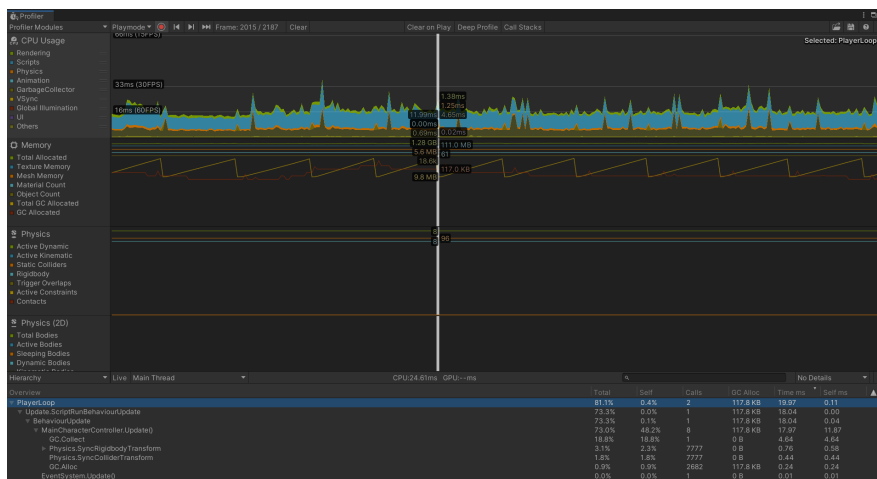 Profiler
Profiler Modules Playmode Frame: 2015 / 2187 Clear Clear on Play Deep Profile Call Stacks
CPU Usage
Rendering
Scripts
Physics
Animation
GarbageCollector
VSync
Global Illumination
UI
Others
66ms (15FPS)
33ms (30FPS)
16ms (60FPS)
Selected: PlayerLoop
1.38ms
1.25ms
11.99ms 4.65ms
0.00ms
0.69ms 0.02ms
Memory
Total Allocated
Texture Memory
Mesh Memory
Material Count
Object Count
Total GC Allocated
GC Allocated
1.28 GB 111.0 MB
5.6 MB 61
18.6k
117.0 KB
9.8 MB
Physics
Active Dynamic
Active Kinematic
Static Colliders
Rigidbody
Trigger Overlaps
Active Constraints
Contacts
8
8 96
Physics (2D)
Total Bodies
Active Bodies
Sleeping Bodies
Dynamic Bodies
Hierarchy Live Main Thread CPU:24.61ms GPU:--ms No Details
Overview Total Self Calls GC Alloc Time ms Self ms
PlayerLoop 81.1% 0.4% 2 117.8 KB 19.97 0.11
Update.ScriptRunBehaviourUpdate 73.3% 0.0% 1 117.8 KB 18.04 0.00
BehaviourUpdate 73.3% 0.1% 1 117.8 KB 18.04 0.04
MainCharacterController.Update() 73.0% 48.2% 8 117.8 KB 17.97 11.87
GC.Collect 18.8% 18.8% 1 0 B 4.64 4.64
Physics.SyncRigidbodyTransform 3.1% 2.3% 7777 0 B 0.76 0.58
Physics.SyncColliderTransform 1.8% 1.8% 7777 0 B 0.44 0.44
GC.Alloc 0.9% 0.9% 2682 117.8 KB 0.24 0.24
EventSystem.Update() 0.0% 0.0% 1 0 B 0.01 0.01